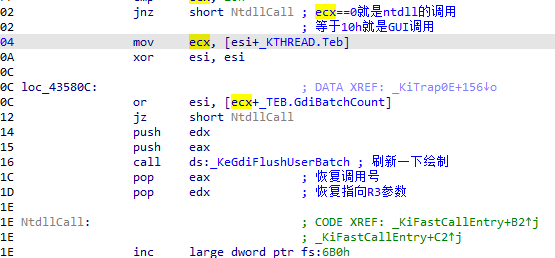 02 jnz short NtdllCall ; ecx==0就是ntdll的调用
02 ; 等于10h就是GUI调用
04 mov ecx, [esi+_KTHREAD.Teb]
0A xor esi, esi
0C
0C loc_43580C: ; DATA XREF: _KiTrap0E+156↓o
0C or esi, [ecx+_TEB.GdiBatchCount]
12 jz short NtdllCall
14 push edx
15 push eax
16 call ds:_KeGdiFlushUserBatch ; 刷新一下绘制
1C pop eax ; 恢复调用号
1D pop edx ; 恢复指向R3参数
1E
1E NtdllCall: ; CODE XREF: _KiFastCallEntry+B2↑j
1E ; _KiFastCallEntry+C2↑j
1E inc large dword ptr fs:6B0h